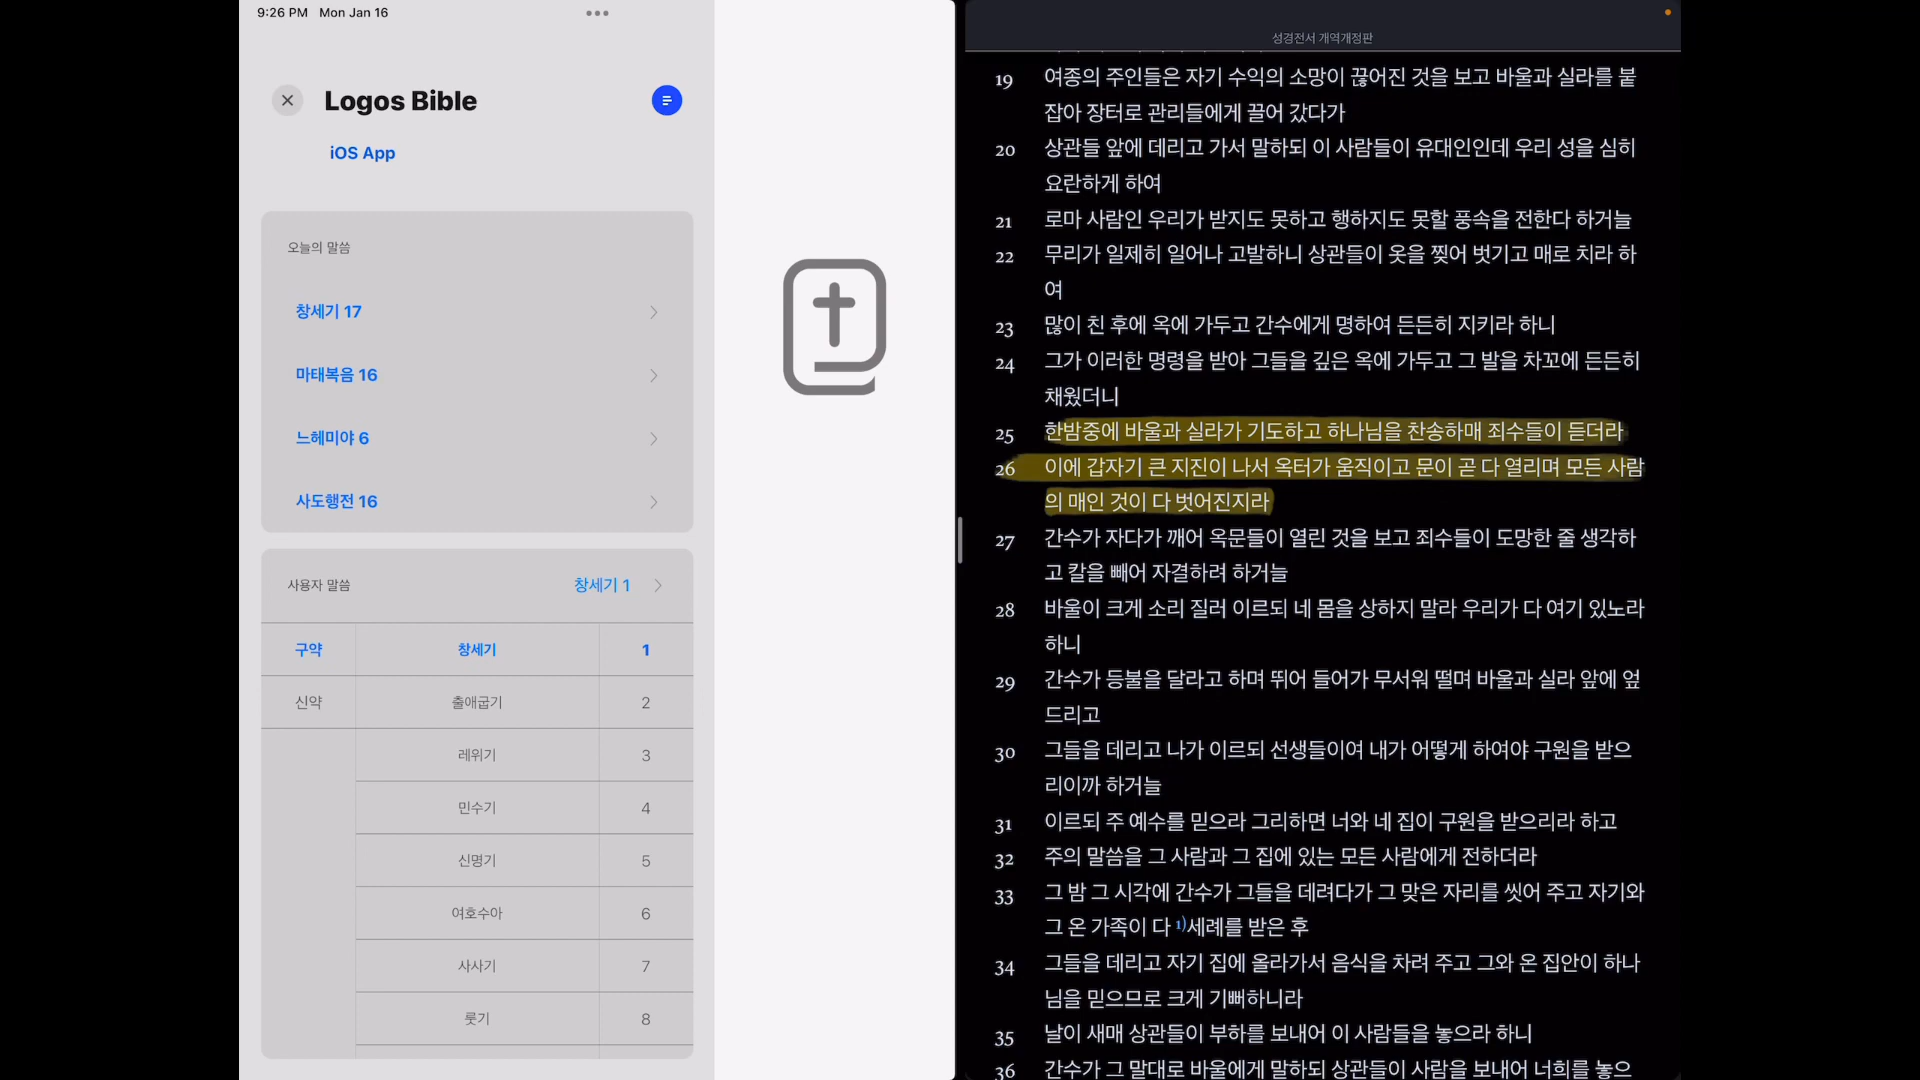 9:26 PM Mon Jan 16
Logos Bible
iOS App
오늘의 말씀
창세기 17
마태복음 16
느헤미야 6
사도행전 16
사용자 말씀 창세기 1
구약 창세기 1
신약 출애굽기 2
레위기 3
민수기 4
신명기 5
여호수아 6
사사기 7
룻기 8
성경전서 개역개정판
19 여종의 주인들은 자기 수익의 소망이 끊어진 것을 보고 바울과 실라를 붙
잡아 장터로 관리들에게 끌어 갔다가
20 상관들 앞에 데리고 가서 말하되 이 사람들이 유대인인데 우리 성을 심히
요란하게 하여
21 로마 사람인 우리가 받지도 못하고 행하지도 못할 풍속을 전한다 하거늘
22 무리가 일제히 일어나 고발하니 상관들이 옷을 찢어 벗기고 매로 치라 하
여
23 많이 친 후에 옥에 가두고 간수에게 명하여 든든히 지키라 하니
24 그가 이러한 명령을 받아 그들을 깊은 옥에 가두고 그 발을 차꼬에 든든히
채웠더니
25 한밤중에 바울과 실라가 기도하고 하나님을 찬송하매 죄수들이 듣더라
26 이에 갑자기 큰 지진이 나서 옥터가 움직이고 문이 곧 다 열리며 모든 사람
의 매인 것이 다 벗어진지라
27 간수가 자다가 깨어 옥문들이 열린 것을 보고 죄수들이 도망한 줄 생각하
고 칼을 빼어 자결하려 하거늘
28 바울이 크게 소리 질러 이르되 네 몸을 상하지 말라 우리가 다 여기 있노라
하니
29 간수가 등불을 달라고 하며 뛰어 들어가 무서워 떨며 바울과 실라 앞에 엎
드리고
30 그들을 데리고 나가 이르되 선생들이여 내가 어떻게 하여야 구원을 받으
리이까 하거늘
31 이르되 주 예수를 믿으라 그리하면 너와 네 집이 구원을 받으리라 하고
32 주의 말씀을 그 사람과 그 집에 있는 모든 사람에게 전하더라
33 그 밤 그 시각에 간수가 그들을 데려다가 그 맞은 자리를 씻어 주고 자기와
그 온 가족이 다 1)세례를 받은 후
34 그들을 데리고 자기 집에 올라가서 음식을 차려 주고 그와 온 집안이 하나
님을 믿으므로 크게 기뻐하니라
35 날이 새매 상관들이 부하를 보내어 이 사람들을 놓으라 하니
36 간수가 그 말대로 바울에게 말하되 상관들이 사람을 보내어 너희를 놓으